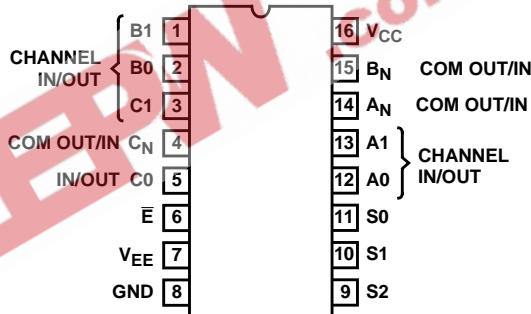 B1 1 16 VCC
CHANNEL IN/OUT B0 2 15 BN COM OUT/IN
C1 3 14 AN COM OUT/IN
COM OUT/IN CN 4 13 A1 CHANNEL IN/OUT
IN/OUT C0 5 12 A0
E̅ 6 11 S0
VEE 7 10 S1
GND 8 9 S2